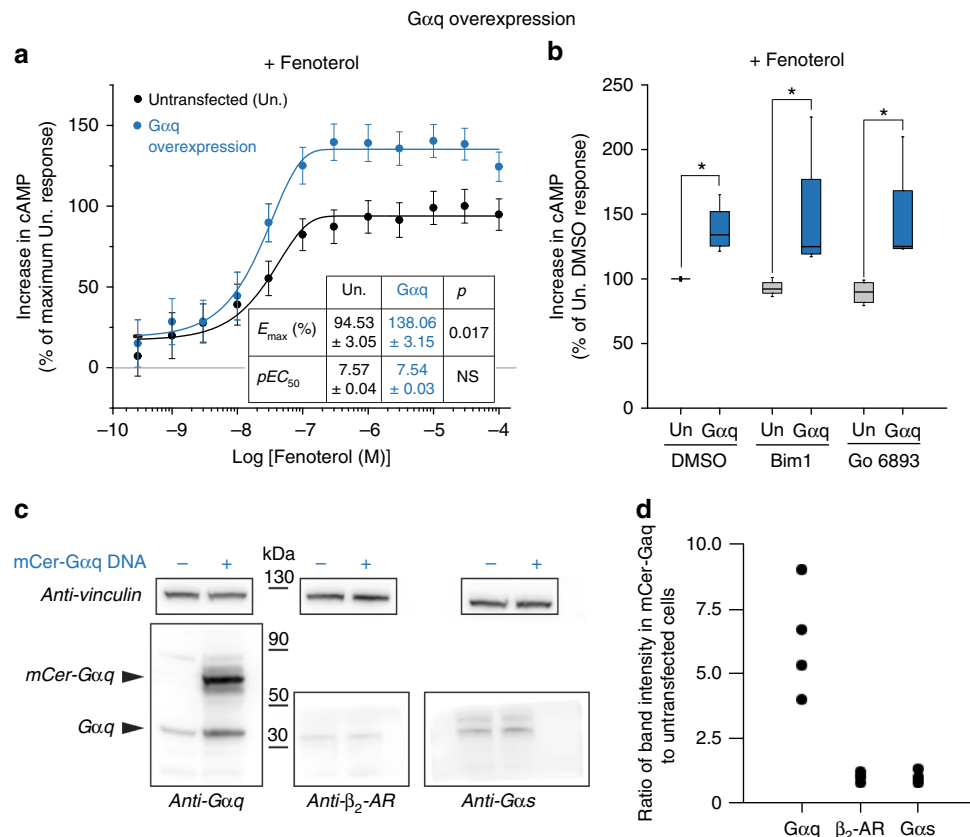 Gαq overexpression
a
+ Fenoterol
Untransfected (Un.)
Gαq
overexpression
Increase in cAMP
(% of maximum Un. response)
150
100
50
0
–10
–9
–8
–7
–6
–5
–4
Log [Fenoterol (M)]
Un. Gαq p
Emax (%) 94.53 ± 3.05 138.06 ± 3.15 0.017
pEC50 7.57 ± 0.04 7.54 ± 0.03 NS
b
+ Fenoterol
Increase in cAMP
(% of Un. DMSO response)
250
200
150
100
50
0
* * *
Un Gαq Un Gαq Un Gαq
DMSO Bim1 Go 6893
c
mCer-Gαq DNA – + kDa – + – +
130
Anti-vinculin
90
mCer-Gαq
50
Gαq
30
Anti-Gαq Anti-β2-AR Anti-Gαs
d
Ratio of band intensity in mCer-Gaq
to untransfected cells
10.0
7.5
5.0
2.5
0
Gαq β2-AR Gαs